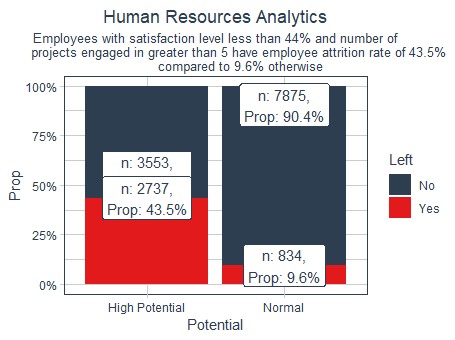 Human Resources Analytics
Employees with satisfaction level less than 44% and number of
projects engaged in greater than 5 have employee attrition rate of 43.5%
compared to 9.6% otherwise
100%
75%
50%
25%
0%
Prop
n: 3553,
n: 2737,
Prop: 43.5%
n: 7875,
Prop: 90.4%
n: 834,
Prop: 9.6%
High Potential
Normal
Potential
Left
No
Yes